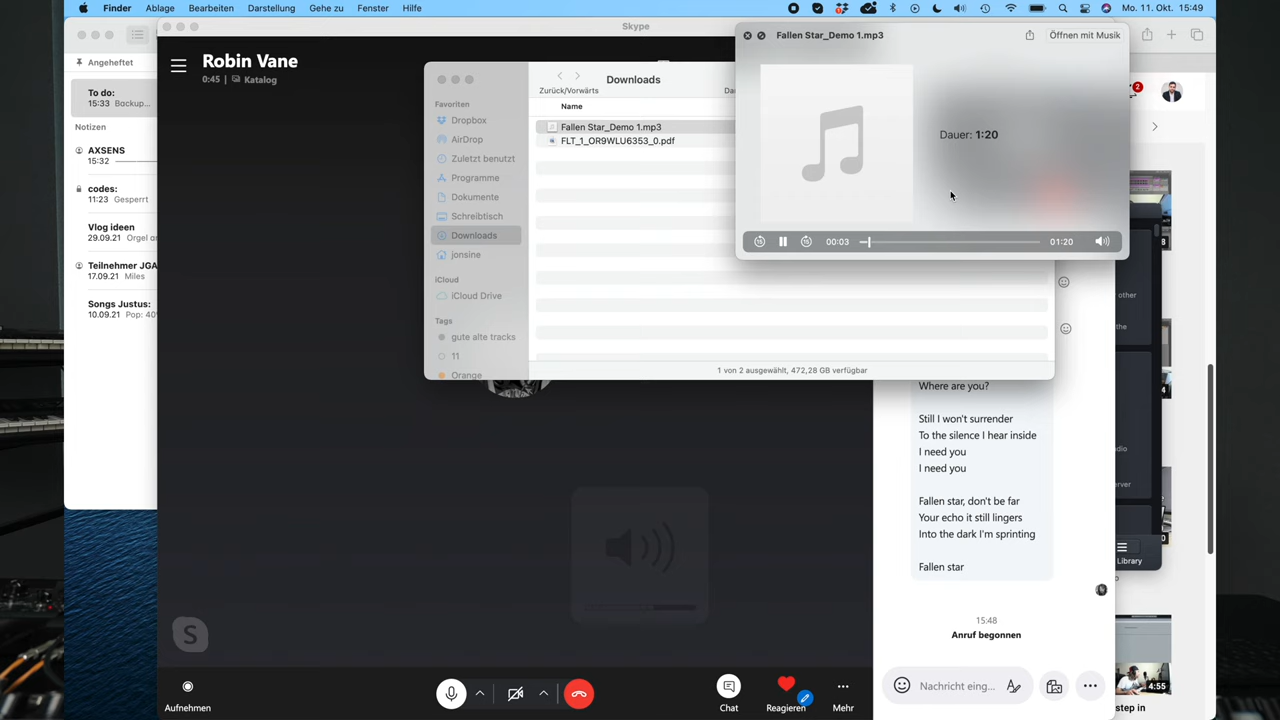 Finder Ablage Bearbeiten Darstellung Gehe zu Fenster Hilfe
Mo. 11. Okt. 15:49
Skype
Angeheftet
To do:
15:33 Backup...
Notizen
AXSENS
15:32
codes:
11:23 Gesperrt
Vlog ideen
29.09.21 Orgel
Teilnehmer JGA
17.09.21 Miles
Songs Justus:
10.09.21 Pop: 40
Robin Vane
0:45 | Katalog
Favoriten
Dropbox
AirDrop
Zuletzt benutzt
Programme
Dokumente
Schreibtisch
Downloads
jonsine
iCloud
iCloud Drive
Tags
gute alte tracks
11
Orange
Downloads
Zurück/Vorwärts
Name
Fallen Star_Demo 1.mp3
FLT_1_OR9WLU6353_0.pdf
1 von 2 ausgewählt, 472,28 GB verfügbar
Fallen Star_Demo 1.mp3
Öffnen mit Musik
Dauer: 1:20
00:03
01:20
Where are you?
Still I won't surrender
To the silence I hear inside
I need you
I need you
Fallen star, don't be far
Your echo it still lingers
Into the dark I'm sprinting
Fallen star
15:48
Anruf begonnen
Nachricht eing...
Aufnehmen
Chat
Reagieren
Mehr
2
other
the
Library
4:55
step in